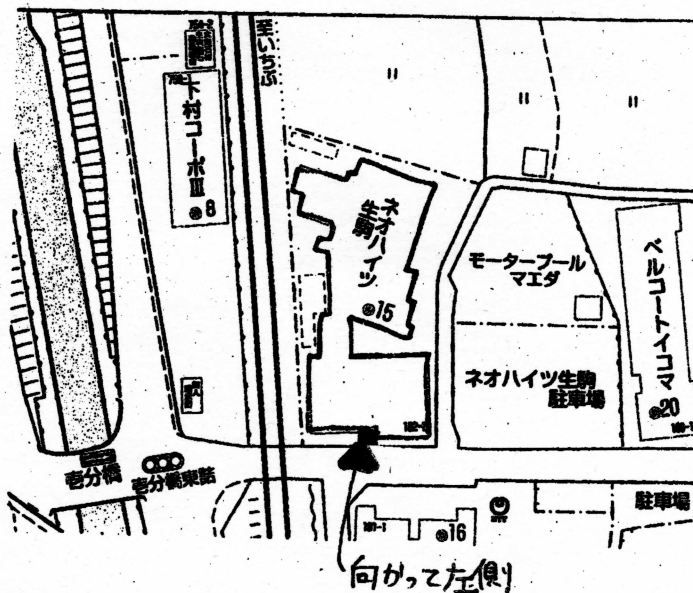 至いちぶ
下村コーポⅢ
8
ネオハイツ
生駒
15
モータープール
マエダ
ベルコートイコマ
ネオハイツ生駒
駐車場
20
壱分橋
壱分橋東詰
駐車場
181-1
16
向かって左側